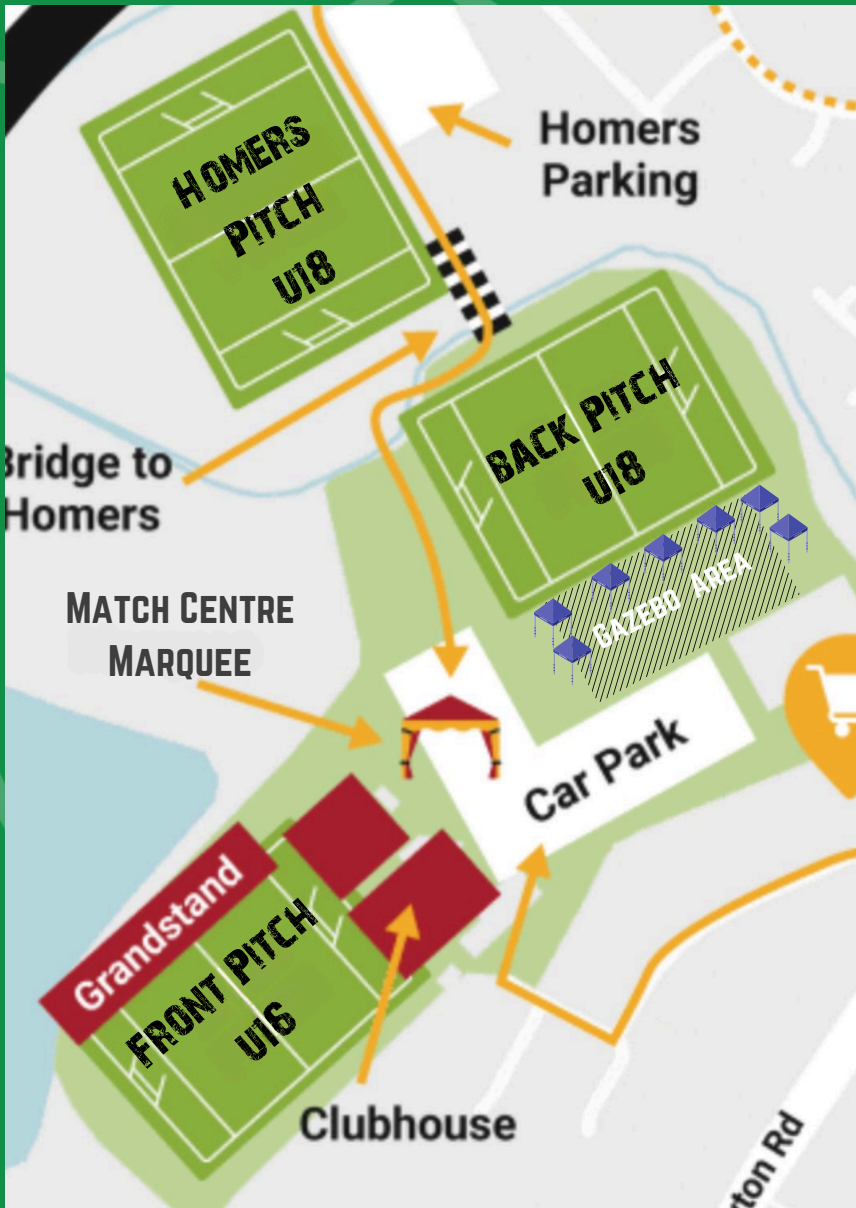 HOMERS
PITCH
U18
Homers
Parking
BACK PITCH
U18
Bridge to
Homers
GAZEBO AREA
MATCH CENTRE
MARQUEE
Car Park
Grandstand
FRONT PITCH
U16
Clubhouse
rton Rd